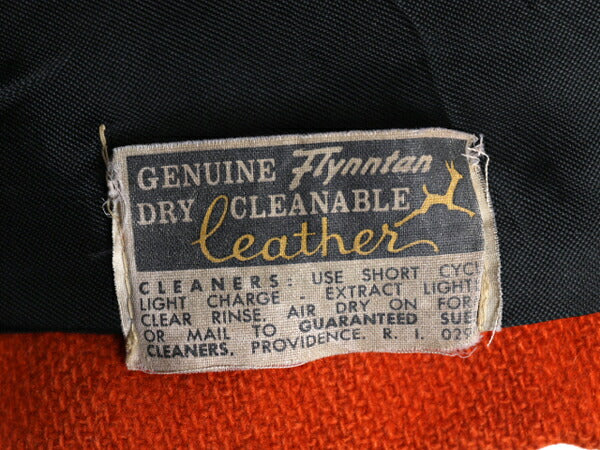 GENUINE Flynntan
DRY CLEANABLE
leather
CLEANERS: USE SHORT CYC
LIGHT CHARGE - EXTRACT LIGHT
CLEAR RINSE. AIR DRY ON FOR
OR MAIL TO GUARANTEED SUE
CLEANERS, PROVIDENCE, R. I. 029